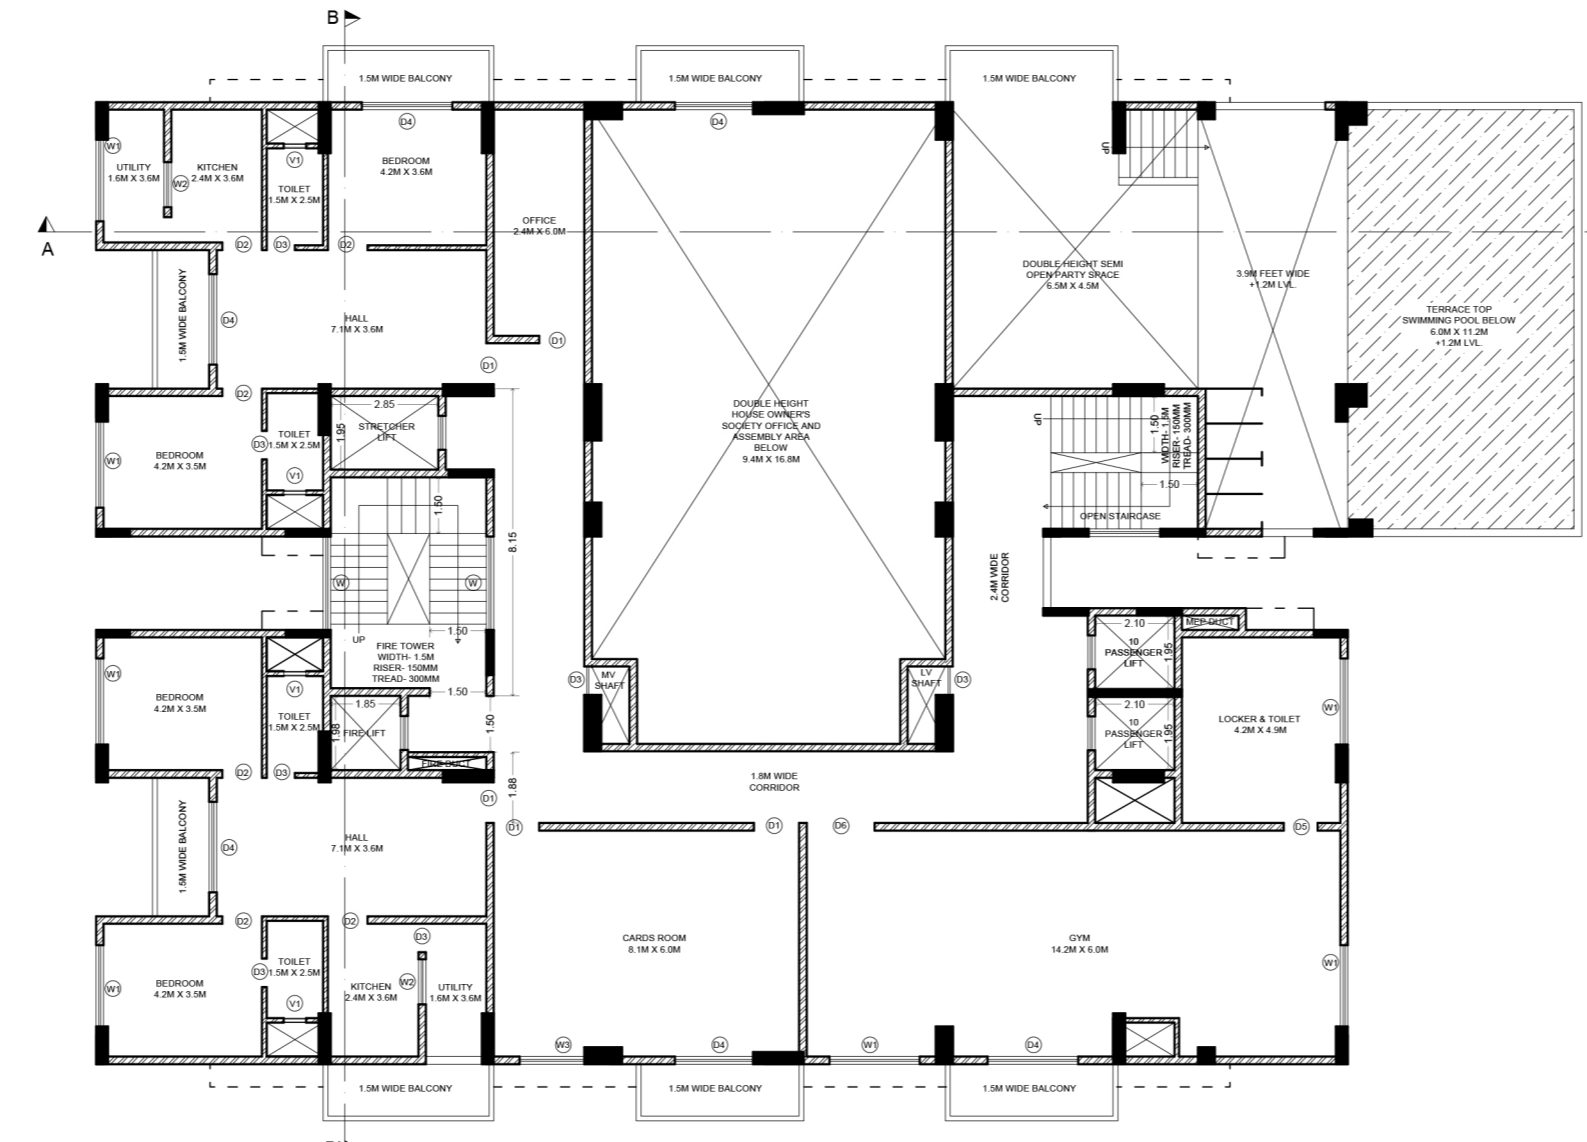 B
1.5M WIDE BALCONY
1.5M WIDE BALCONY
1.5M WIDE BALCONY
D4
D4
W1
UTILITY
1.6M X 3.6M
W2
KITCHEN
2.4M X 3.6M
V1
TOILET
1.5M X 2.5M
BEDROOM
4.2M X 3.6M
UP
A
D2
D3
D2
OFFICE
2.4M X 6.0M
DOUBLE HEIGHT SEMI
OPEN PARTY SPACE
6.5M X 4.5M
3.9M FEET WIDE
+1.2M LVL.
TERRACE TOP
SWIMMING POOL BELOW
6.0M X 11.2M
+1.2M LVL.
1.5M WIDE BALCONY
D4
HALL
7.1M X 3.6M
D1
D1
D2
2.85
1.95
STRETCHER
LIFT
W1
BEDROOM
4.2M X 3.5M
D3
TOILET
1.5M X 2.5M
V1
DOUBLE HEIGHT
HOUSE OWNER'S
SOCIETY OFFICE AND
ASSEMBLY AREA
BELOW
9.4M X 16.8M
UP
1.50
WIDTH- 1.5M
RISER- 150MM
TREAD- 300MM
1.50
OPEN STAIRCASE
1.50
8.15
W
W
UP
1.50
FIRE TOWER
WIDTH- 1.5M
RISER- 150MM
TREAD- 300MM
1.50
2.4M WIDE
CORRIDOR
2.10
10
PASSENGER
LIFT
1.95
MEP DUCT
W1
BEDROOM
4.2M X 3.5M
V1
TOILET
1.5M X 2.5M
1.85
1.98
FIRE LIFT
1.50
FIRE DUCT
D3
MV
SHAFT
LV
SHAFT
D3
2.10
10
PASSENGER
LIFT
1.95
LOCKER & TOILET
4.2M X 4.9M
W1
D2
D3
D1
1.88
D1
1.8M WIDE
CORRIDOR
D1
D6
D5
1.5M WIDE BALCONY
D4
HALL
7.1M X 3.6M
D2
D2
D3
W1
BEDROOM
4.2M X 3.5M
D3
TOILET
1.5M X 2.5M
V1
KITCHEN
2.4M X 3.6M
W2
UTILITY
1.6M X 3.6M
CARDS ROOM
8.1M X 6.0M
GYM
14.2M X 6.0M
W1
W3
D4
W1
D4
1.5M WIDE BALCONY
1.5M WIDE BALCONY
1.5M WIDE BALCONY